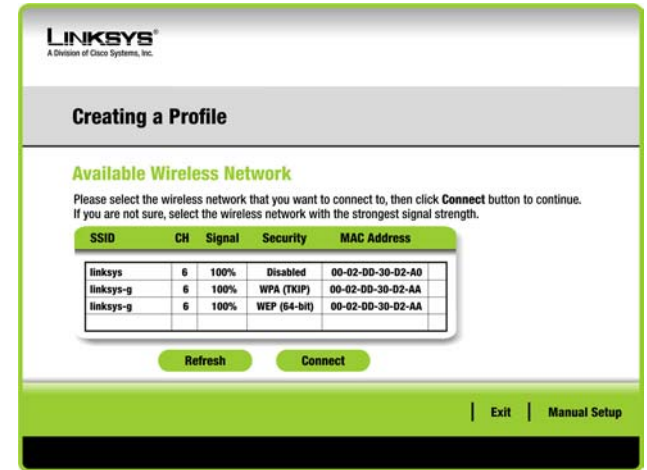 LINKSYS®
A Division of Cisco Systems, Inc.
Creating a Profile
Available Wireless Network
Please select the wireless network that you want to connect to, then click Connect button to continue.
If you are not sure, select the wireless network with the strongest signal strength.
SSID CH Signal Security MAC Address
linksys 6 100% Disabled 00-02-DD-30-D2-A0
linksys-g 6 100% WPA (TKIP) 00-02-DD-30-D2-AA
linksys-g 6 100% WEP (64-bit) 00-02-DD-30-D2-AA
Refresh Connect
Exit Manual Setup